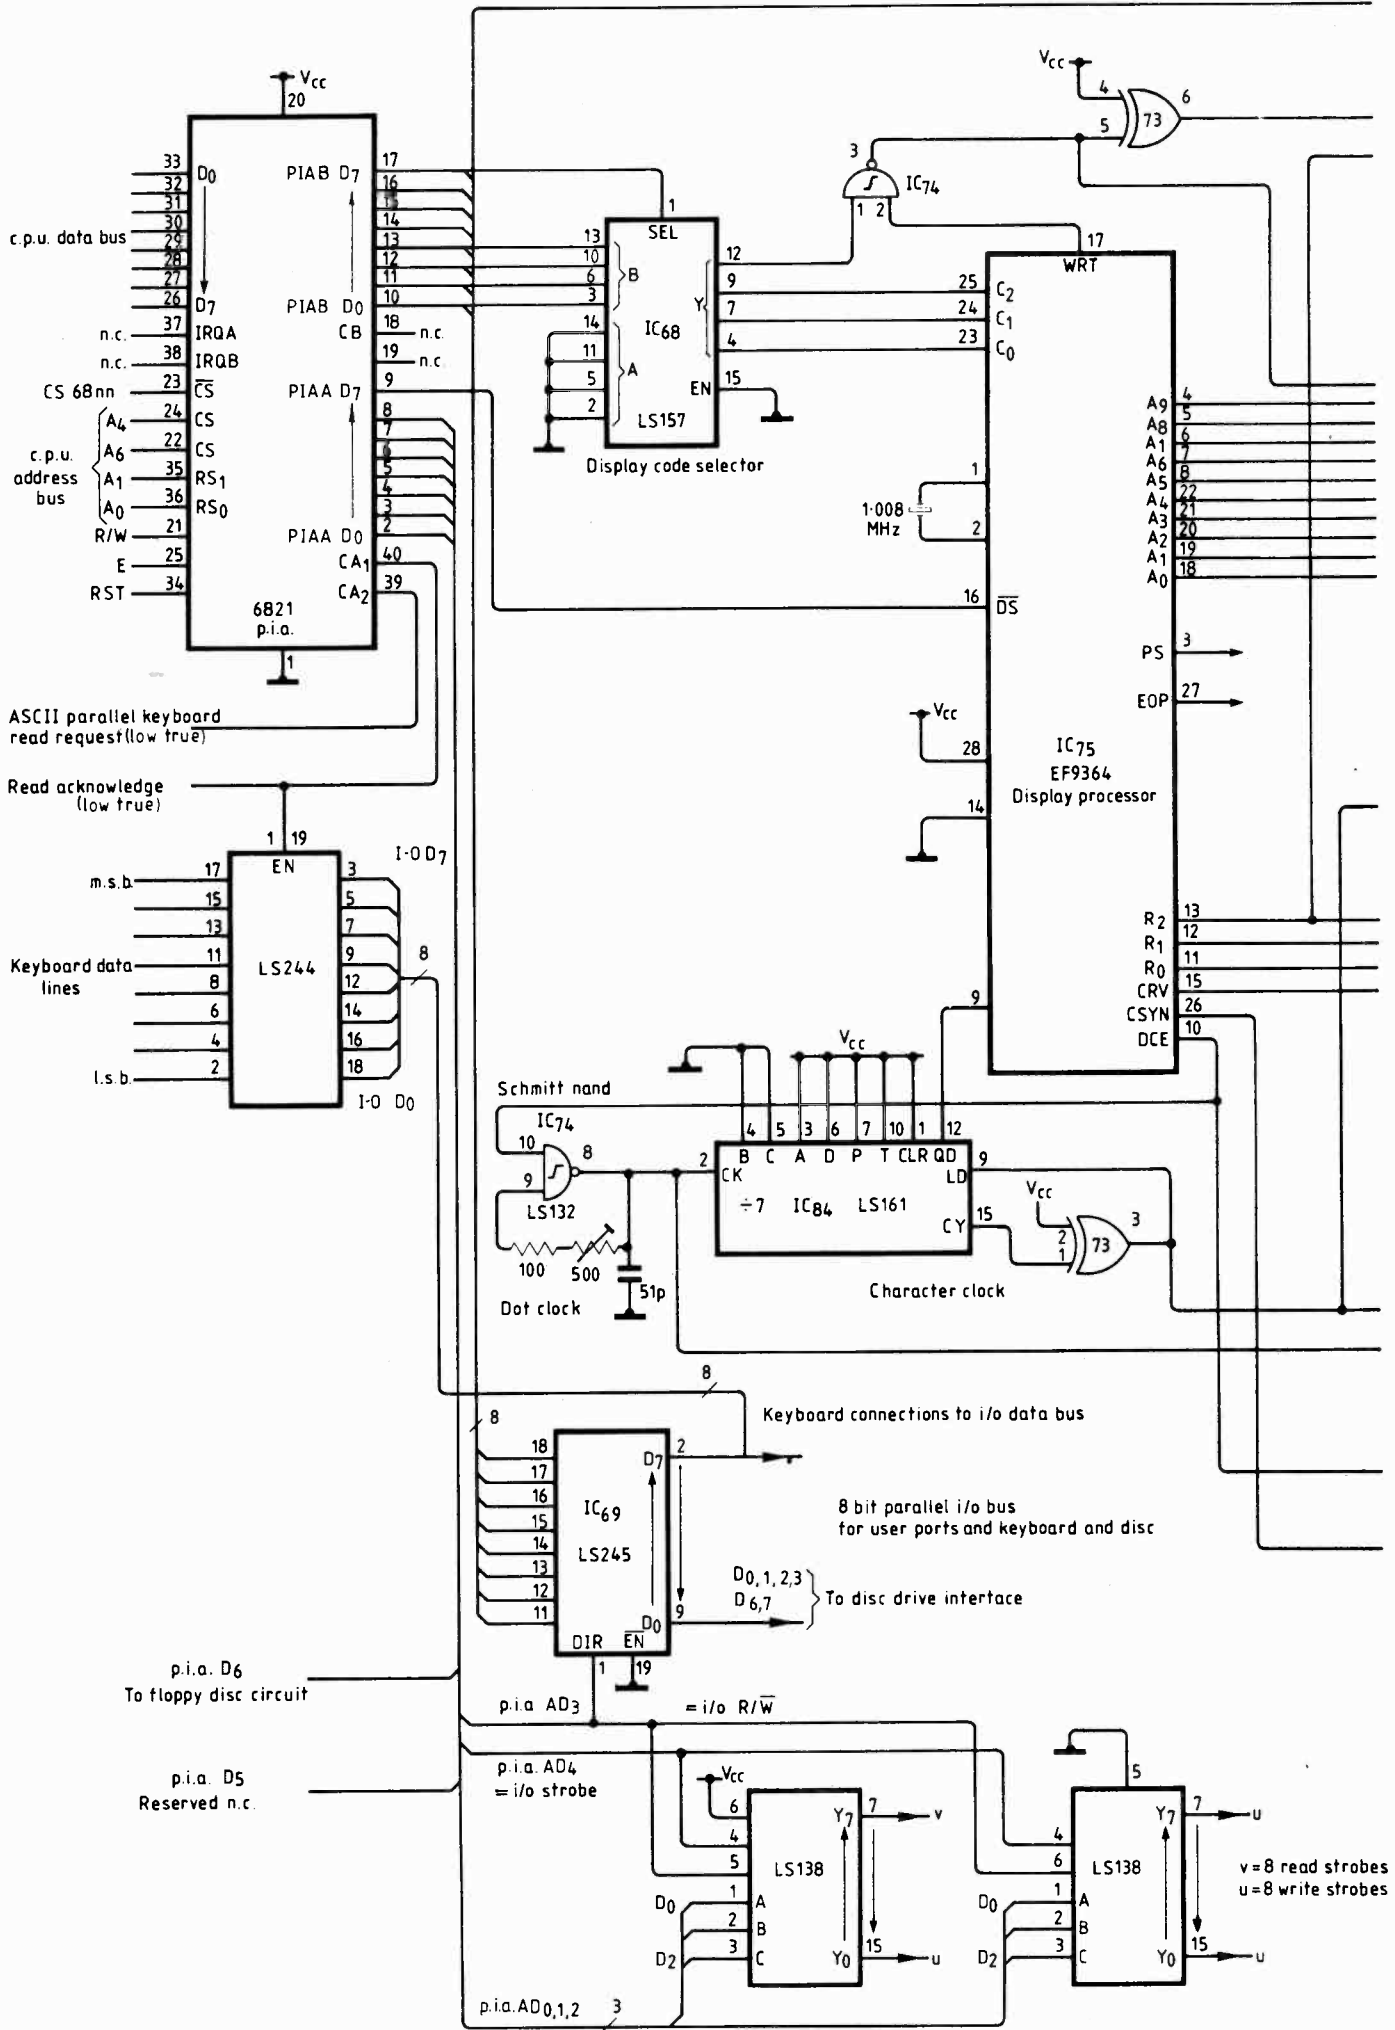 Vcc
20
33
D0
32
31
30
c.p.u. data bus
29
28
27
26
D7
n.c.
37
IRQA
n.c.
38
IRQB
CS 68nn
23
CS
A4
24
CS
c.p.u.
address
bus
A6
22
CS
A1
35
RS1
A0
36
RS0
R/W
21
E
25
RST
34
PIAB D7
17
16
14
13
12
11
PIAB D0
10
CB
18
n.c.
19
n.c.
PIAA D7
9
8
7
5
4
3
PIAA D0
2
CA1
40
CA2
39
6821
p.i.a.
1
ASCII parallel keyboard
read request(low true)
Read acknowledge
(low true)
1 19
EN
I-O D7
m.s.b.
17
15
13
Keyboard data
lines
11
8
6
4
l.s.b.
2
LS244
3
5
7
9
12
14
16
18
8
I-O D0
1
SEL
13
10
6
3
B
14
11
5
2
A
Y
IC68
EN
LS157
12
9
7
4
15
Display code selector
Vcc
4
5
73
6
3
IC74
1 2
17
WRT
25
C2
24
C1
23
C0
1
1·008
MHz
2
16
DS
Vcc
28
14
9
IC75
EF9364
Display processor
A9
4
A8
5
A1
6
A6
7
A5
8
A4
22
A3
21
A2
20
A1
19
A0
18
PS
3
EOP
27
R2
13
R1
12
R0
11
CRV
15
CSYN
26
DCE
10
Schmitt nand
IC74
10
9
8
LS132
100
500
51p
Dot clock
Vcc
4 5 3 6 7 10 1 12
B C A D P T CLR QD
2
CK
÷7
IC84
LS161
LD
9
CY
15
Vcc
2
1
73
3
Character clock
8
Keyboard connections to i/o data bus
8
18
17
16
15
14
13
12
11
IC69
LS245
D7
2
D0
9
DIR
EN
1
19
8 bit parallel i/o bus
for user ports and keyboard and disc
D0,1,2,3
D6,7
To disc drive interface
p.i.a. D6
To floppy disc circuit
p.i.a AD3
= i/o R/W
p.i.a. AD4
= i/o strobe
p.i.a. D5
Reserved n.c.
Vcc
6
4
5
D0
1
A
2
B
D2
3
C
LS138
Y7
7
v
Y0
15
u
5
4
6
D0
1
A
2
B
D2
3
C
LS138
Y7
7
u
Y0
15
u
v=8 read strobes
u=8 write strobes
p.i.a.AD0,1,2
3